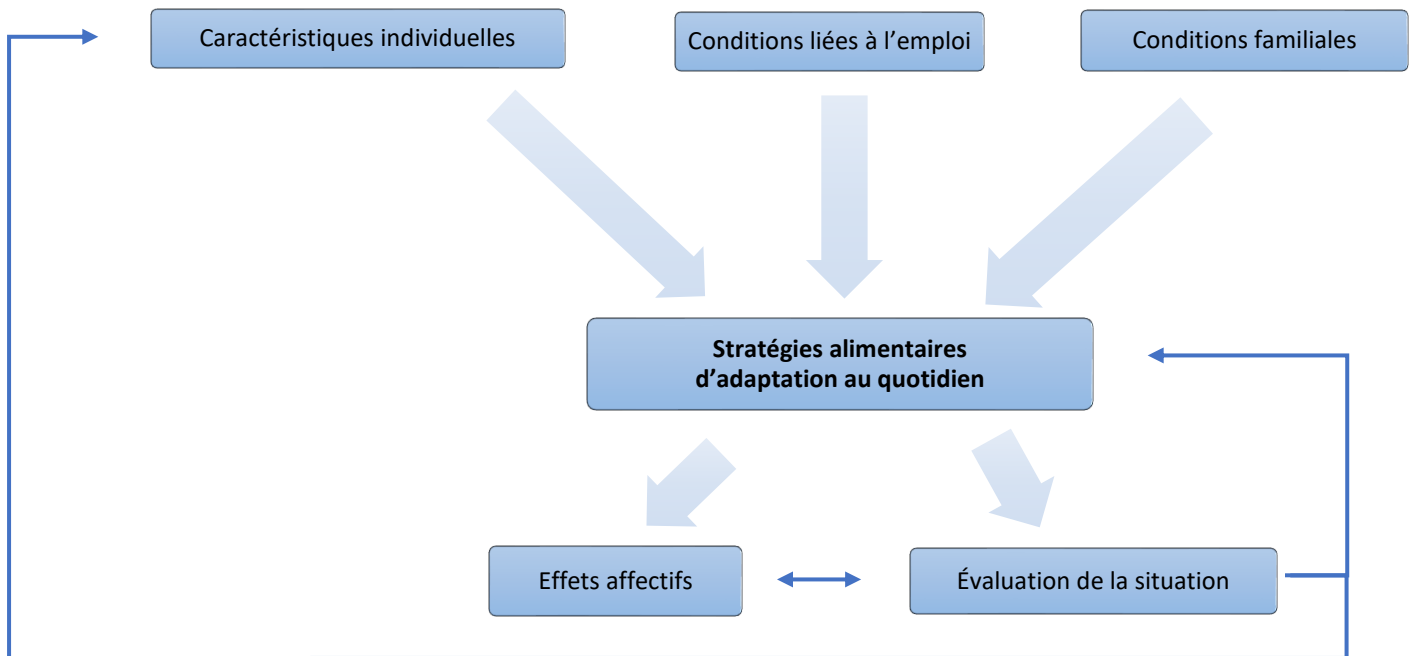 Caractéristiques individuelles
Conditions liées à l’emploi
Conditions familiales
Stratégies alimentaires
d’adaptation au quotidien
Effets affectifs
Évaluation de la situation